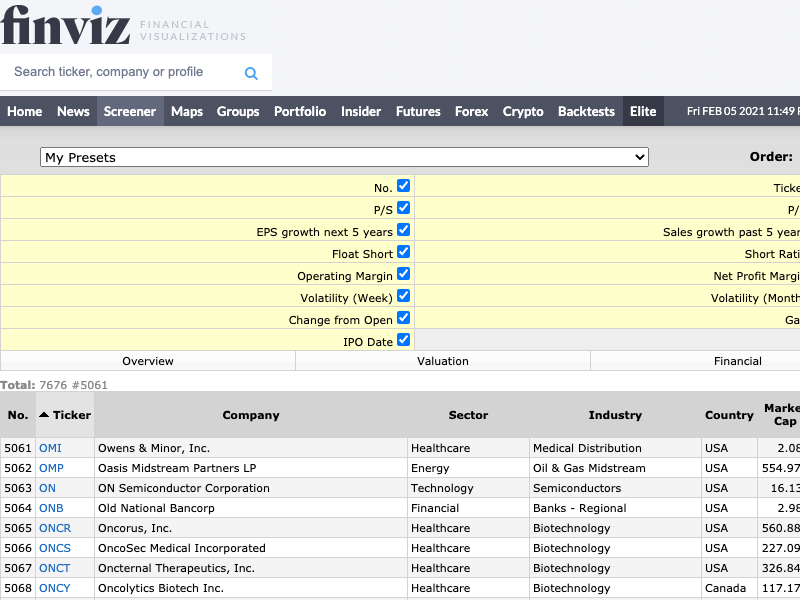 finviz FINANCIAL
VISUALIZATIONS
Search ticker, company or profile
Home News Screener Maps Groups Portfolio Insider Futures Forex Crypto Backtests Elite Fri FEB 05 2021 11:49
My Presets Order:
No. Ticke
P/S P/
EPS growth next 5 years Sales growth past 5 year
Float Short Short Rati
Operating Margin Net Profit Margi
Volatility (Week) Volatility (Month
Change from Open Ga
IPO Date
Overview Valuation Financial
Total: 7676 #5061
No. Ticker Company Sector Industry Country Marke
Cap
5061 OMI Owens & Minor, Inc. Healthcare Medical Distribution USA 2.08
5062 OMP Oasis Midstream Partners LP Energy Oil & Gas Midstream USA 554.97
5063 ON ON Semiconductor Corporation Technology Semiconductors USA 16.13
5064 ONB Old National Bancorp Financial Banks - Regional USA 2.98
5065 ONCR Oncorus, Inc. Healthcare Biotechnology USA 560.88
5066 ONCS OncoSec Medical Incorporated Healthcare Biotechnology USA 227.09
5067 ONCT Oncternal Therapeutics, Inc. Healthcare Biotechnology USA 326.84
5068 ONCY Oncolytics Biotech Inc. Healthcare Biotechnology Canada 117.17